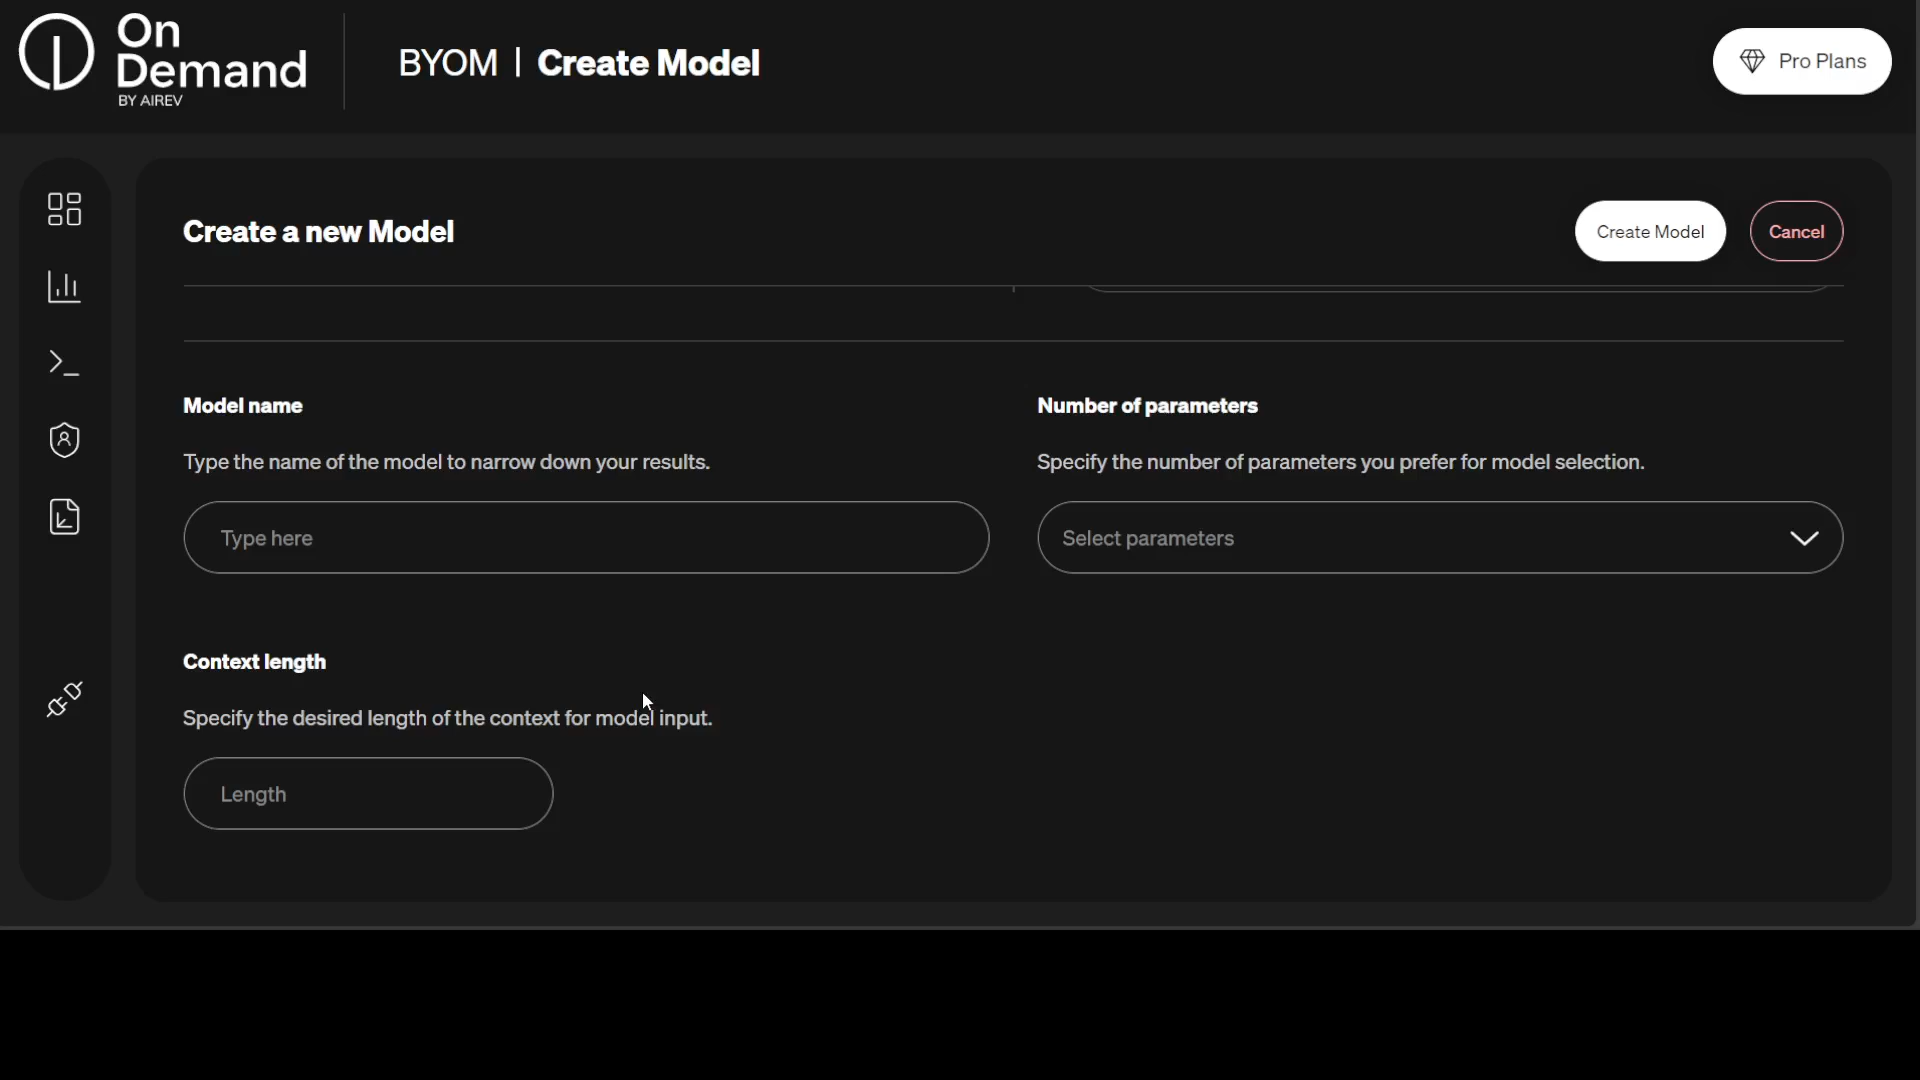 On
Demand
BY AIREV
BYOM | Create Model
Pro Plans
Create a new Model
Create Model
Cancel
Model name
Number of parameters
Type the name of the model to narrow down your results.
Specify the number of parameters you prefer for model selection.
Type here
Select parameters
Context length
Specify the desired length of the context for model input.
Length